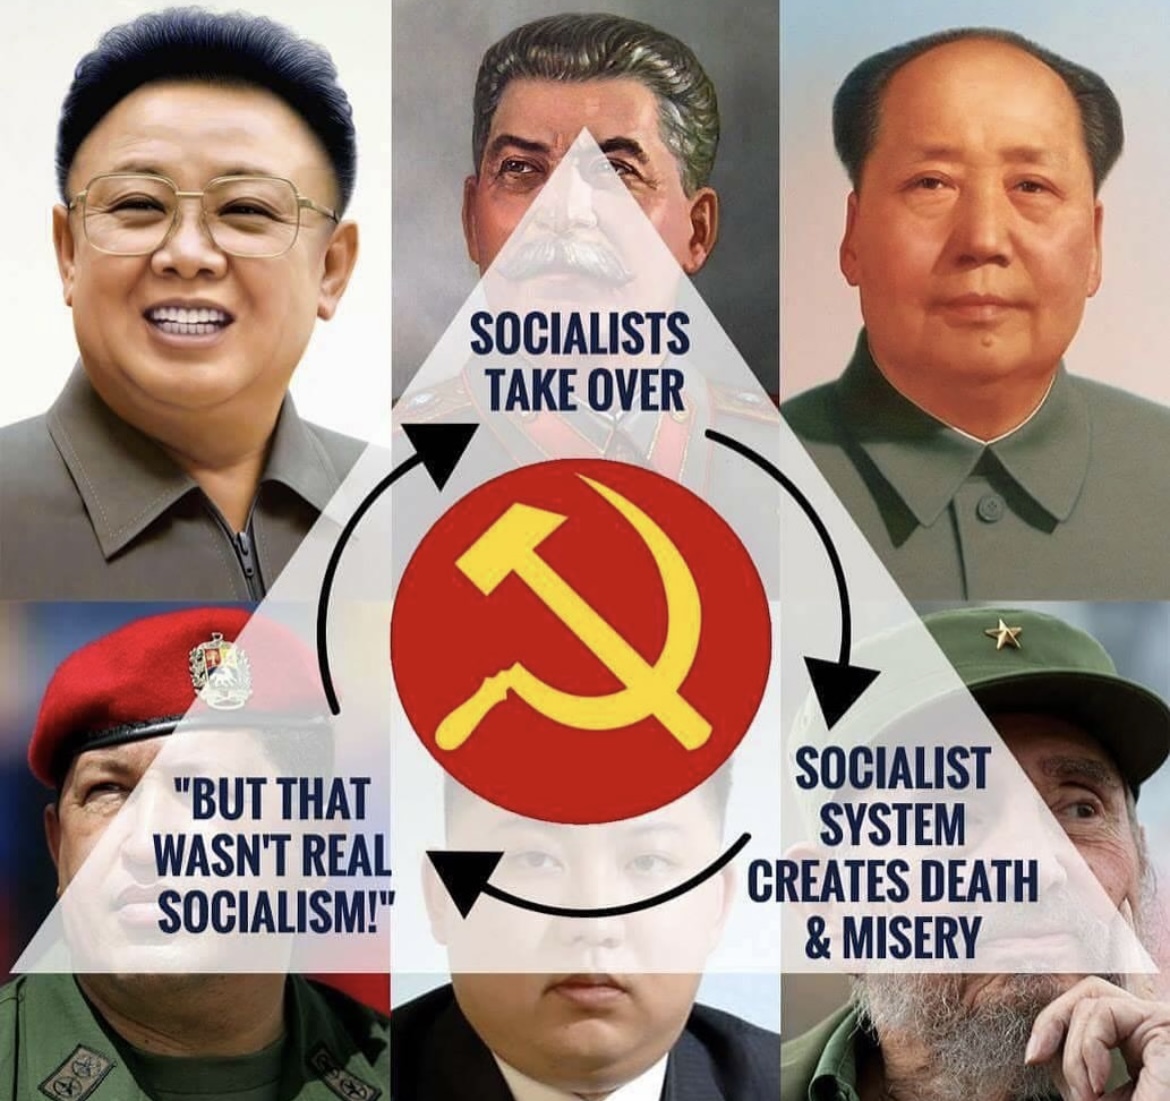 SOCIALISTS
TAKE OVER
SOCIALIST
SYSTEM
CREATES DEATH
& MISERY
"BUT THAT
WASN'T REAL
SOCIALISM!"